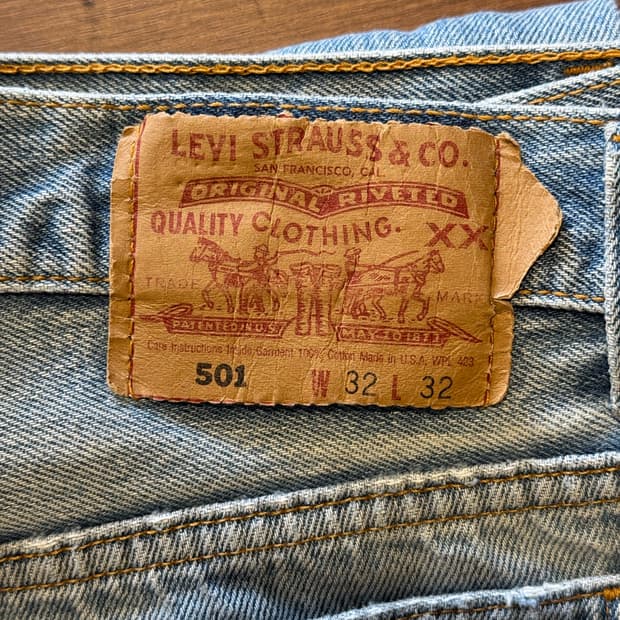 LEVI STRAUSS & CO.
SAN FRANCISCO, CAL.
ORIGINAL RIVETED
QUALITY CLOTHING. XX
TRADE MARK
PATENTED IN U.S. MAY 20 1873
Care Instructions Inside Garment 100% Cotton Made in U.S.A. WPL 423
501 W 32 L 32